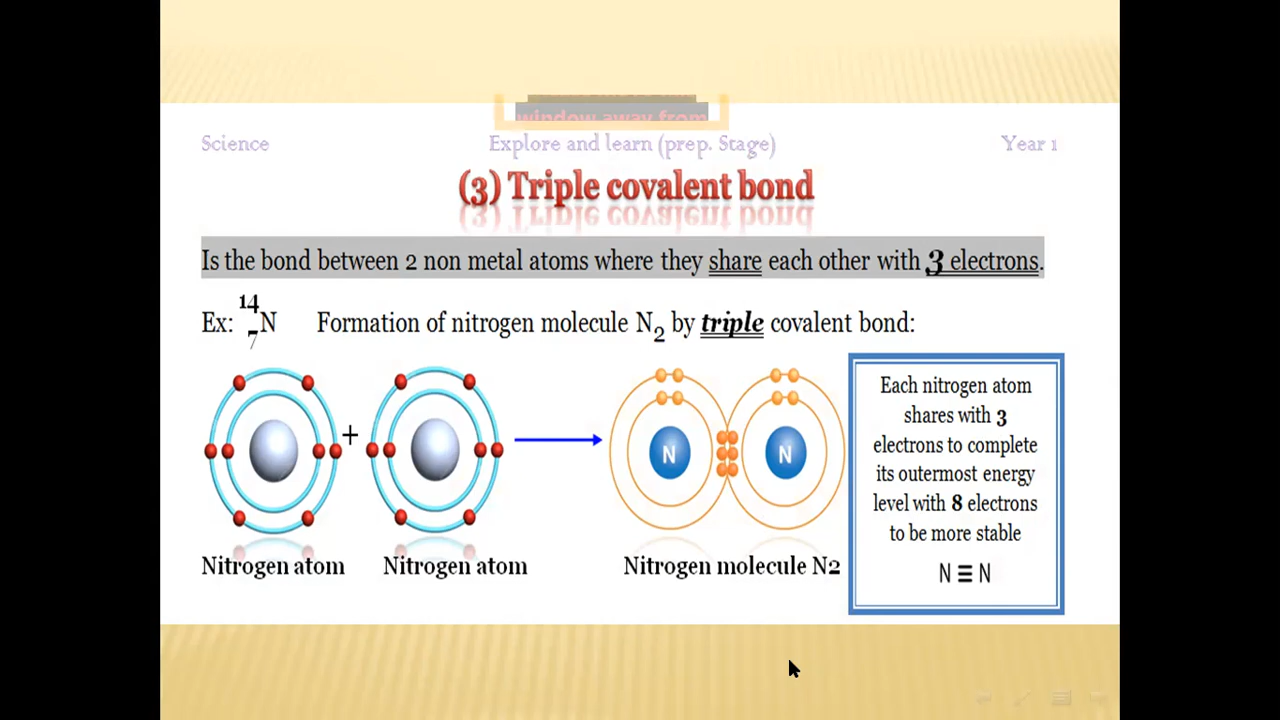 window away from
Science Explore and learn (prep. Stage) Year 1
(3) Triple covalent bond
Is the bond between 2 non metal atoms where they share each other with 3 electrons.
Ex: 14 7 N Formation of nitrogen molecule N2 by triple covalent bond:
Each nitrogen atom
shares with 3
electrons to complete
its outermost energy
level with 8 electrons
to be more stable
N ≡ N
+
N N
Nitrogen atom Nitrogen atom Nitrogen molecule N2